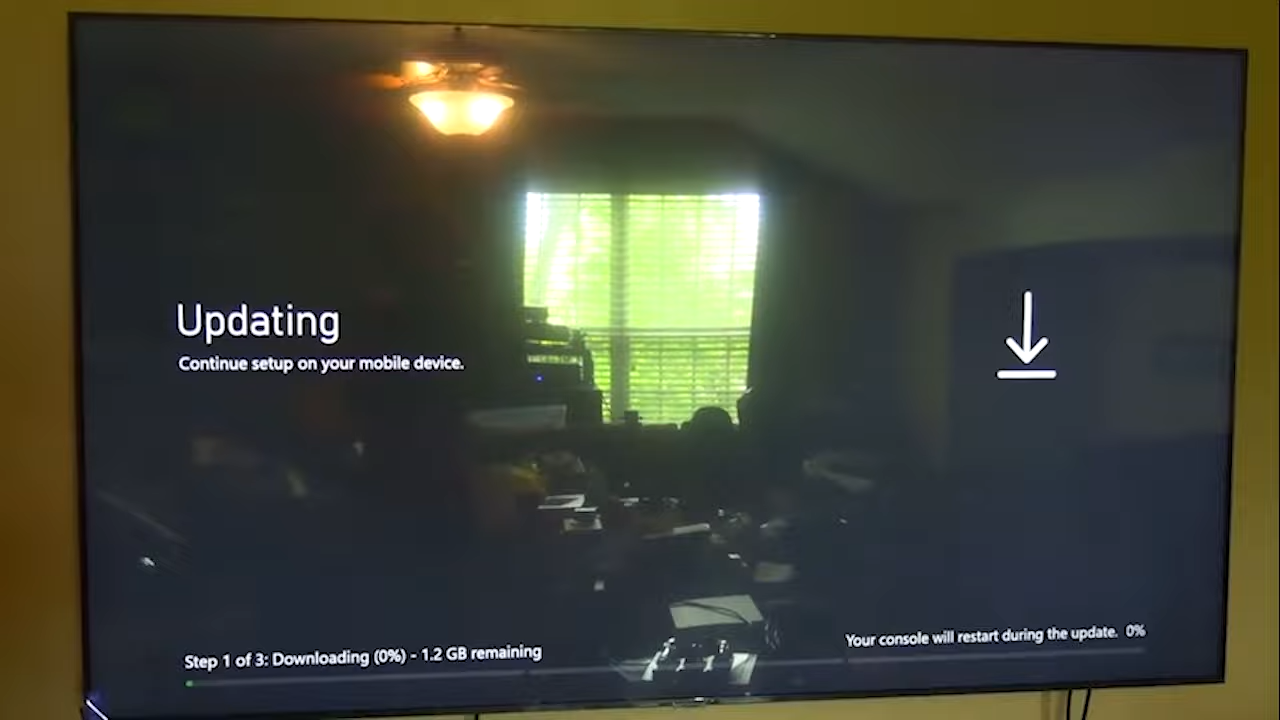 Updating
Continue setup on your mobile device.
Step 1 of 3: Downloading (0%) - 1.2 GB remaining
Your console will restart during the update. 0%